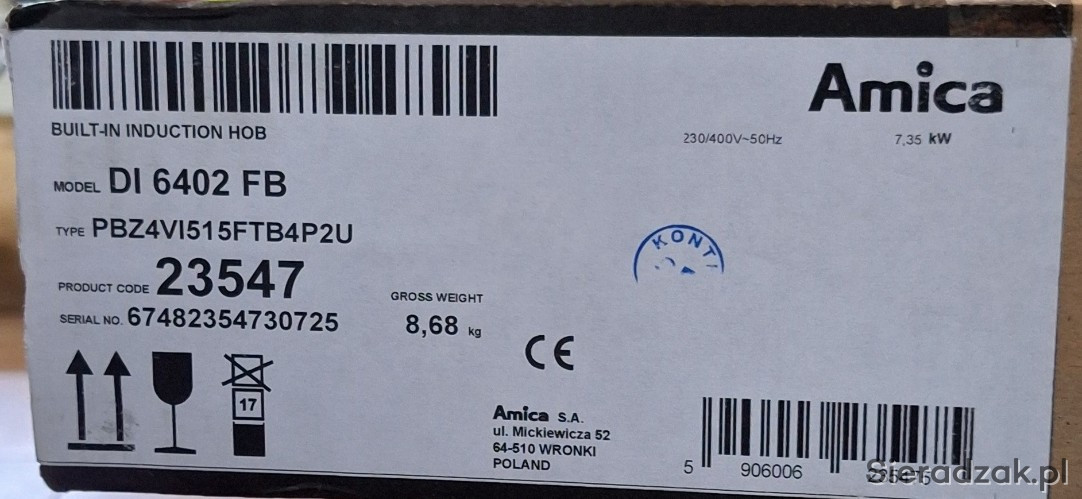 Amica
BUILT-IN INDUCTION HOB
230/400V~50Hz 7,35 kW
MODEL DI 6402 FB
TYPE PBZ4VI515FTB4P2U
PRODUCT CODE 23547
SERIAL NO. 67482354730725
GROSS WEIGHT
8,68 kg
KONT
CE
17
Amica S.A.
ul. Mickiewicza 52
64-510 WRONKI
POLAND
5 906006
Sieradzak.pl